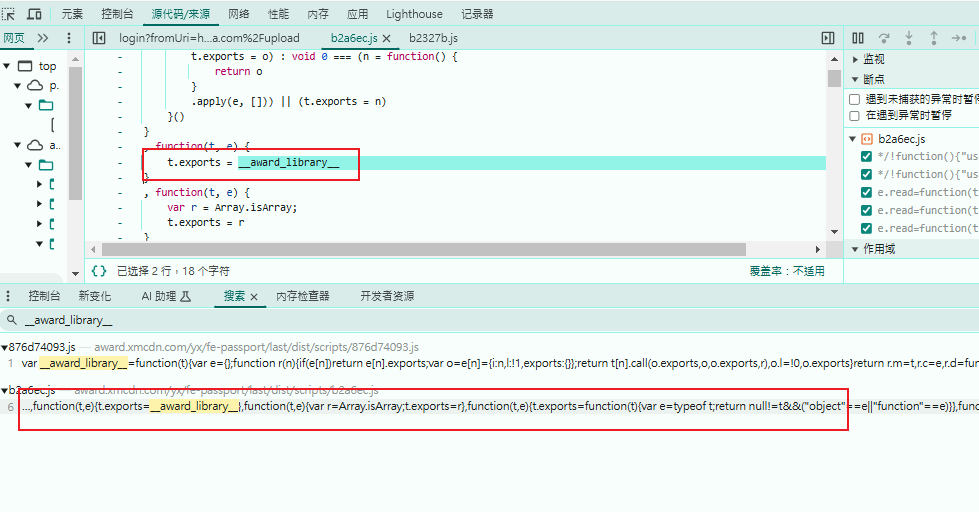 元素 控制台 源代码/来源 网络 性能 内存 应用 Lighthouse 记录器
网页 login?fromUri=h...a.com%2Fupload b2a6ec.js b2327b.js
top
p.
a..
t.exports = o) : void 0 === (n = function() {
return o
}
.apply(e, [])) || (t.exports = n)
}()
}
, function(t, e) {
t.exports = __award_library__
}
, function(t, e) {
var r = Array.isArray;
t.exports = r
}
{} 已选择 2 行，18 个字符 覆盖率：不适用
监视
断点
遇到未捕获的异常时暂停
在遇到异常时暂停
b2a6ec.js
*/!function(){"us
*/!function(){"us
e.read=function(t
e.read=function(t
e.read=function(t
作用域
控制台 新变化 AI 助理 搜索 内存检查器 开发者资源
__award_library__
876d74093.js — award.xmcdn.com/yx/fe-passport/last/dist/scripts/876d74093.js
1 var __award_library__=function(t){var e={};function r(n){if(e[n])return e[n].exports;var o=e[n]={i:n,l:!1,exports:{}};return t[n].call(o.exports,o,o.exports,r),o.l=!0,o.exports}return r.m=t,r.c=e,r.d=fun
b2a6ec.js — award.xmcdn.com/yx/fe-passport/last/dist/scripts/b2a6ec.js
6 ...,function(t,e){t.exports=__award_library__},function(t,e){var r=Array.isArray;t.exports=r},function(t,e){t.exports=function(t){var e=typeof t;return null!=t&&("object"==e||"function"==e)}},func